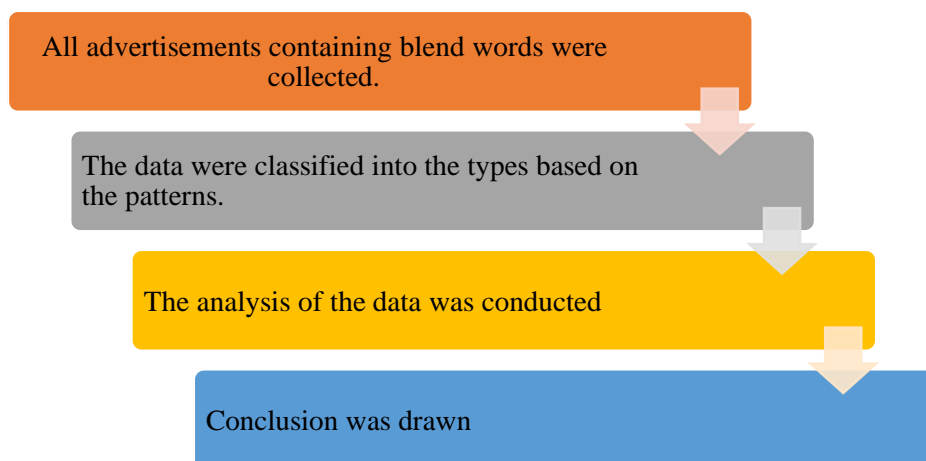 All advertisements containing blend words were
collected.
The data were classified into the types based on
the patterns.
The analysis of the data was conducted
Conclusion was drawn